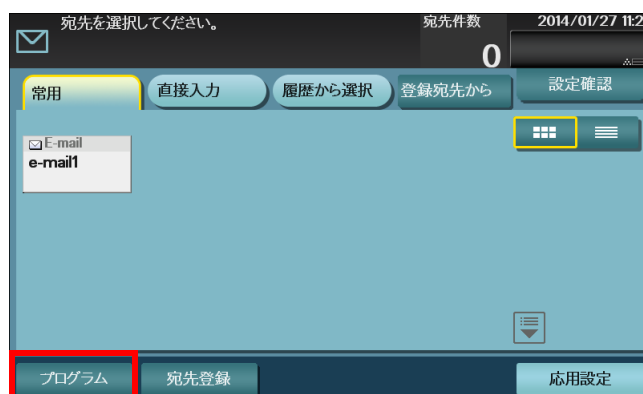 宛先を選択してください。
宛先件数
0
2014/01/27 11:2
常用
直接入力
履歴から選択
登録宛先から
設定確認
E-mail
e-mail1
プログラム
宛先登録
応用設定